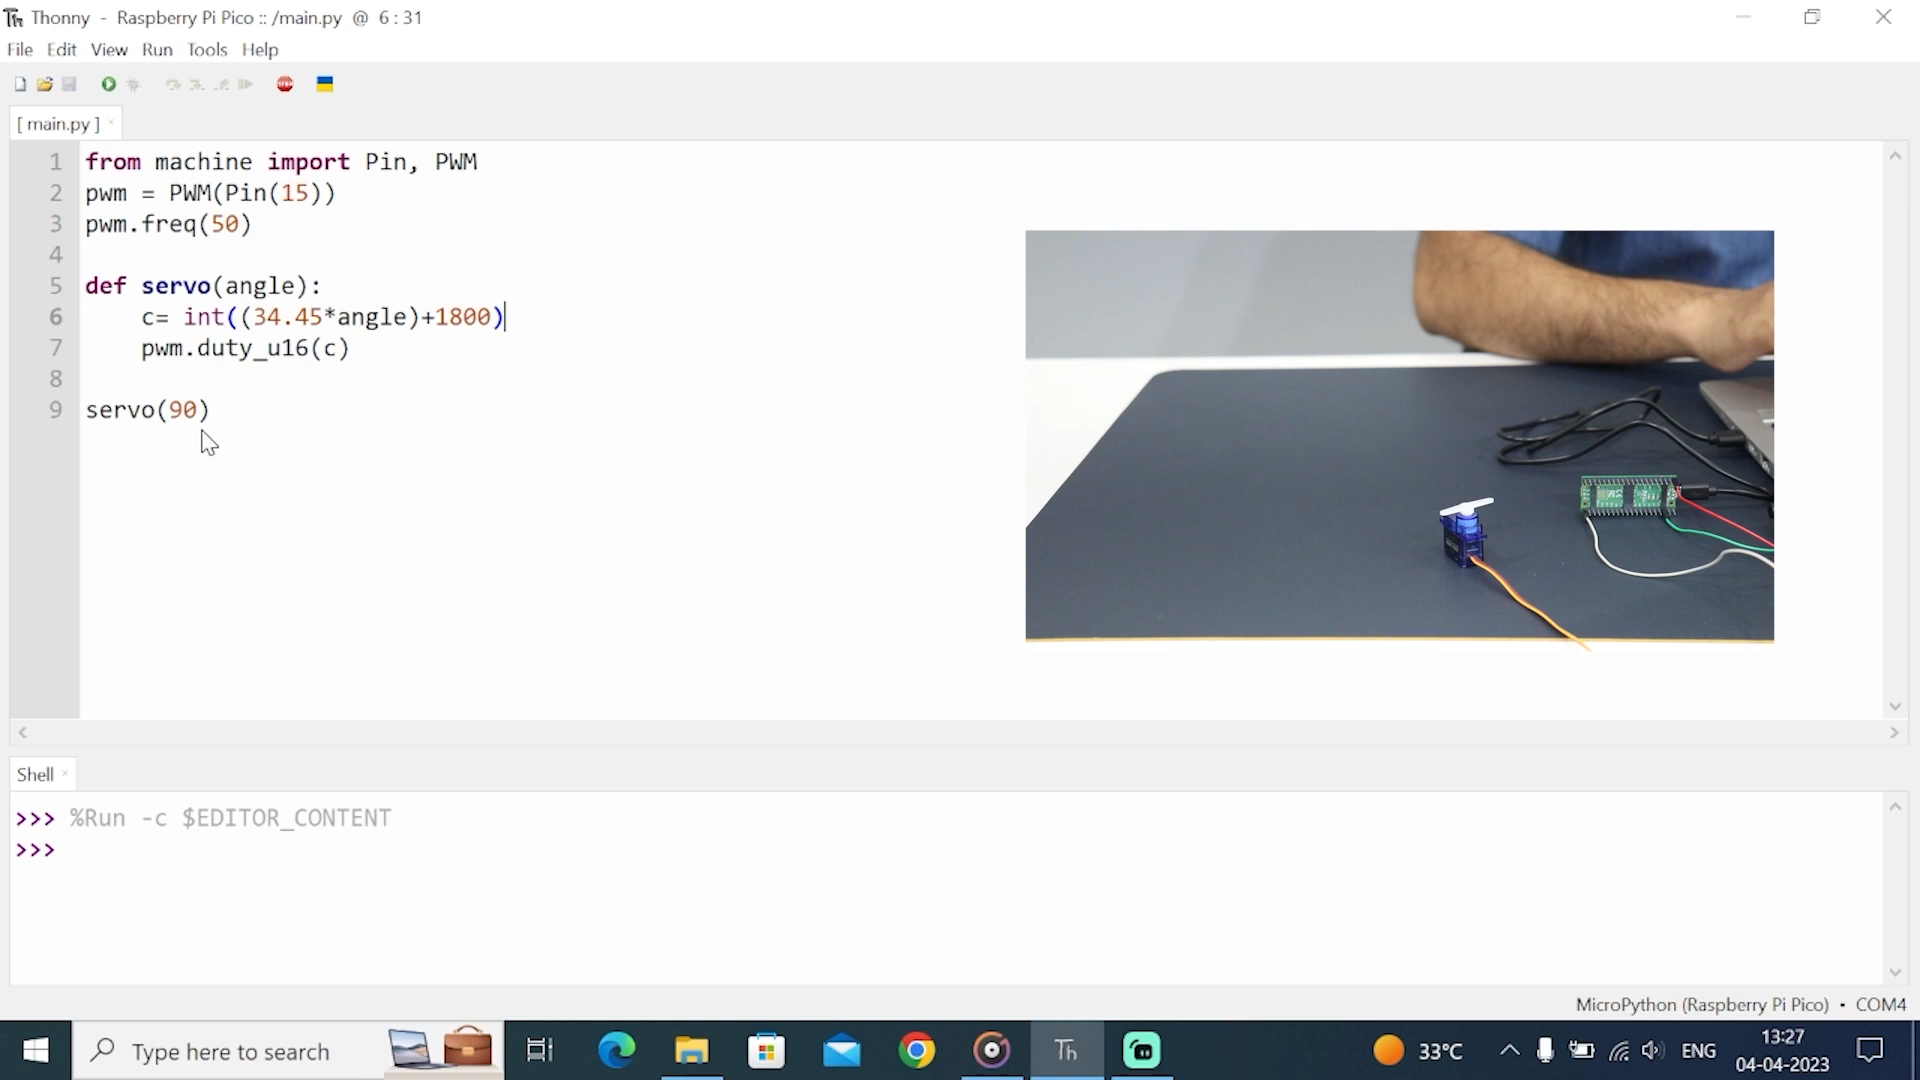 Thonny - Raspberry Pi Pico :: /main.py @ 6 : 31
File Edit View Run Tools Help
[ main.py ] ×
1 from machine import Pin, PWM
2 pwm = PWM(Pin(15))
3 pwm.freq(50)
4
5 def servo(angle):
6     c= int((34.45*angle)+1800)
7     pwm.duty_u16(c)
8
9 servo(90)
Shell ×
>>> %Run -c $EDITOR_CONTENT
>>>
MicroPython (Raspberry Pi Pico) • COM4
Type here to search
Th
33°C
ENG
13:27
04-04-2023